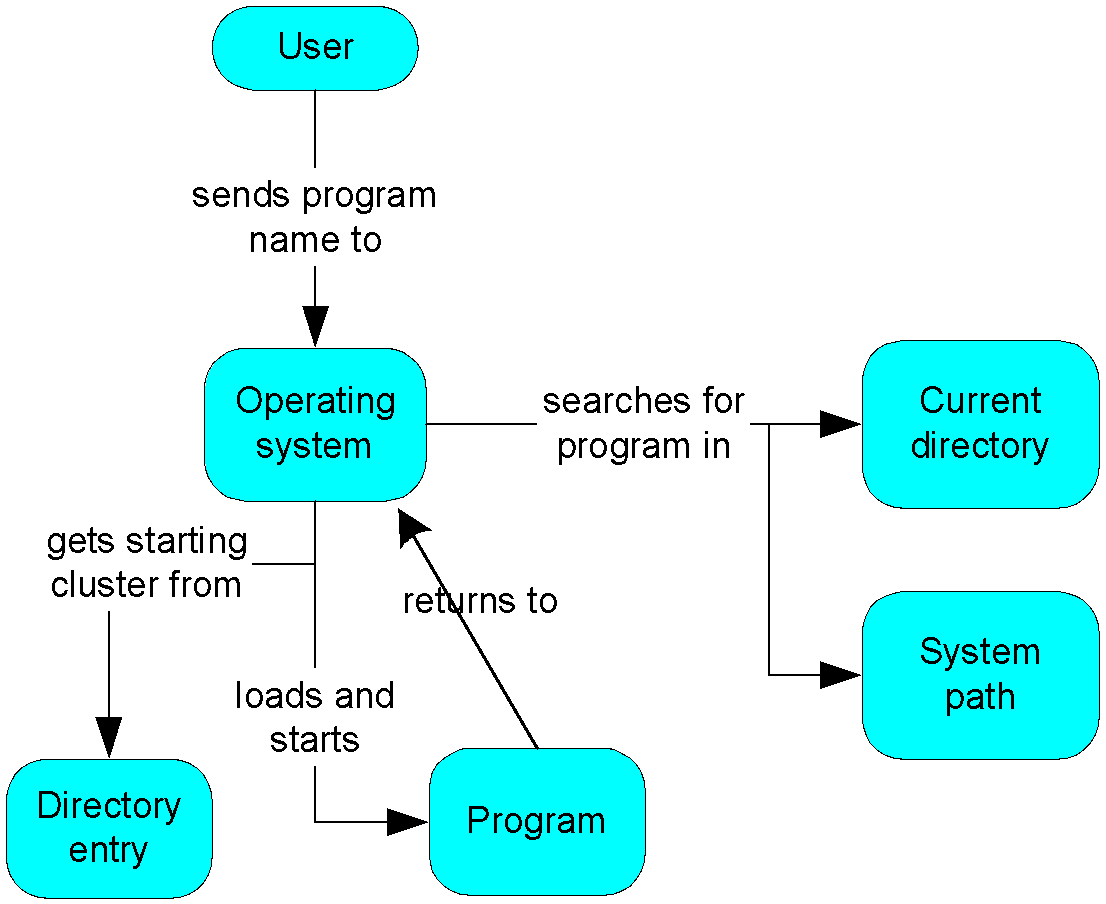 User
sends program
name to
Operating
system
searches for
program in
Current
directory
gets starting
cluster from
returns to
System
path
loads and
starts
Directory
entry
Program